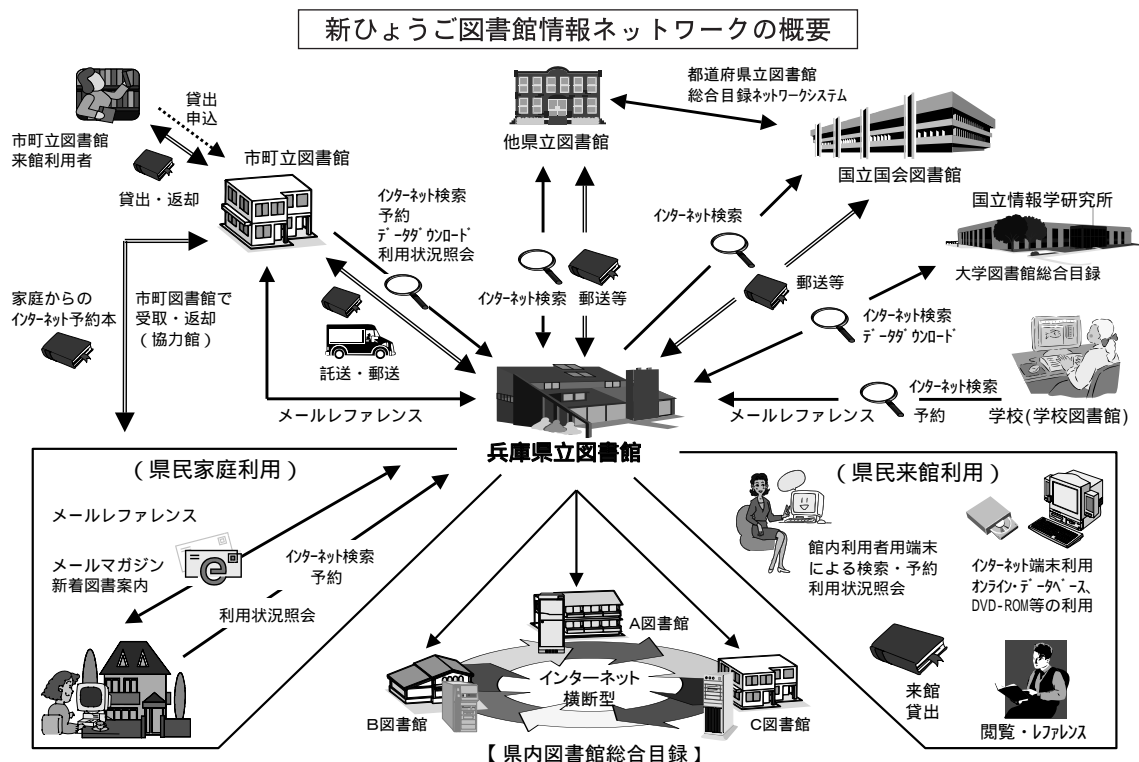 新ひょうご図書館情報ネットワークの概要
貸出
申込
市町立図書館
来館利用者
市町立図書館
貸出・返却
他県立図書館
都道府県立図書館
総合目録ネットワークシステム
国立国会図書館
国立情報学研究所
大学図書館総合目録
インターネット検索
予約
データダウンロード
利用状況照会
インターネット検索
郵送等
インターネット検索
郵送等
インターネット検索
データダウンロード
家庭からの
インターネット予約本
市町図書館で
受取・返却
(協力館)
託送・郵送
メールレファレンス
メールレファレンス
インターネット検索
予約
学校(学校図書館)
兵庫県立図書館
(県民家庭利用)
メールレファレンス
メールマガジン
新着図書案内
インターネット検索
予約
利用状況照会
A図書館
インターネット
横断型
B図書館
C図書館
【県内図書館総合目録】
(県民来館利用)
館内利用者用端末
による検索・予約
利用状況照会
インターネット端末利用
オンライン・データベース、
DVD-ROM等の利用
来館
貸出
閲覧・レファレンス